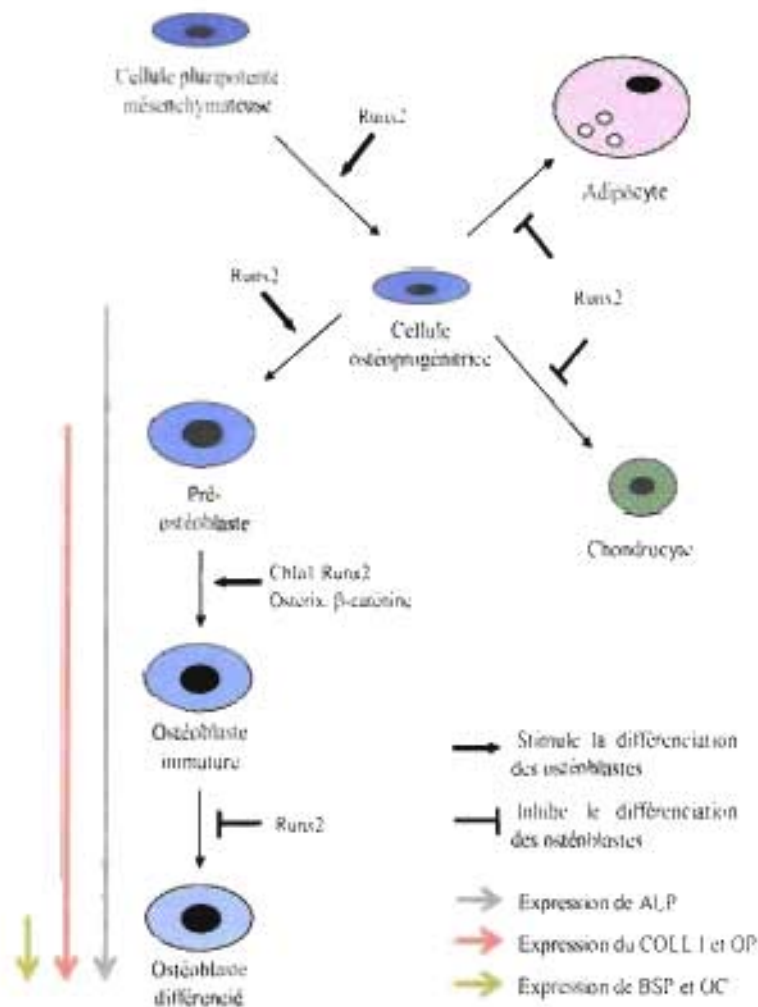 Cellule pluripotente
mésenchymateuse
Runx2
Adipocyte
Runx2
Runx2
Cellule
ostéoprogénitrice
Pré-
ostéoblaste
Chondrocyte
Cbfa1 Runx2
Osterix β-caténine
Ostéoblaste
immature
Stimule la différenciation
des ostéoblastes
Runx2
Inhibe le différenciation
des ostéoblastes
Expression de ALP
Expression du COLL I et OP
Ostéoblaste
différencié
Expression de BSP et OC